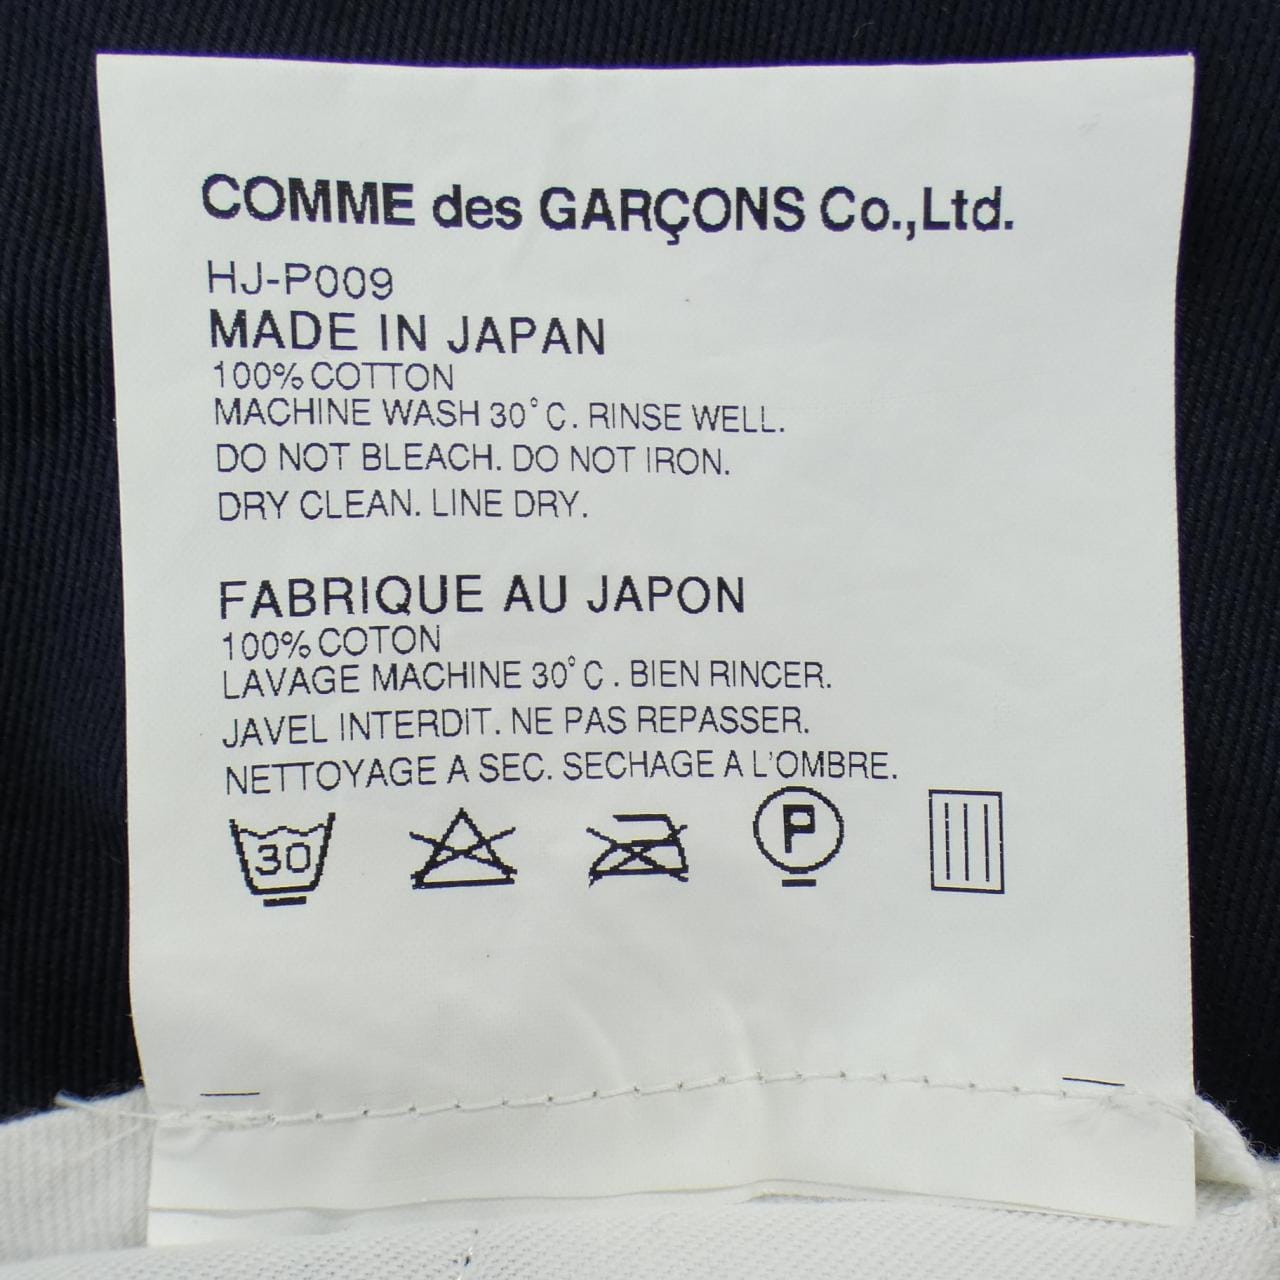 COMME des GARÇONS Co.,Ltd.
HJ-P009
MADE IN JAPAN
100% COTTON
MACHINE WASH 30°C. RINSE WELL.
DO NOT BLEACH. DO NOT IRON.
DRY CLEAN. LINE DRY.
FABRIQUE AU JAPON
100% COTON
LAVAGE MACHINE 30°C. BIEN RINCER.
JAVEL INTERDIT. NE PAS REPASSER.
NETTOYAGE A SEC. SECHAGE A L'OMBRE.
30 P